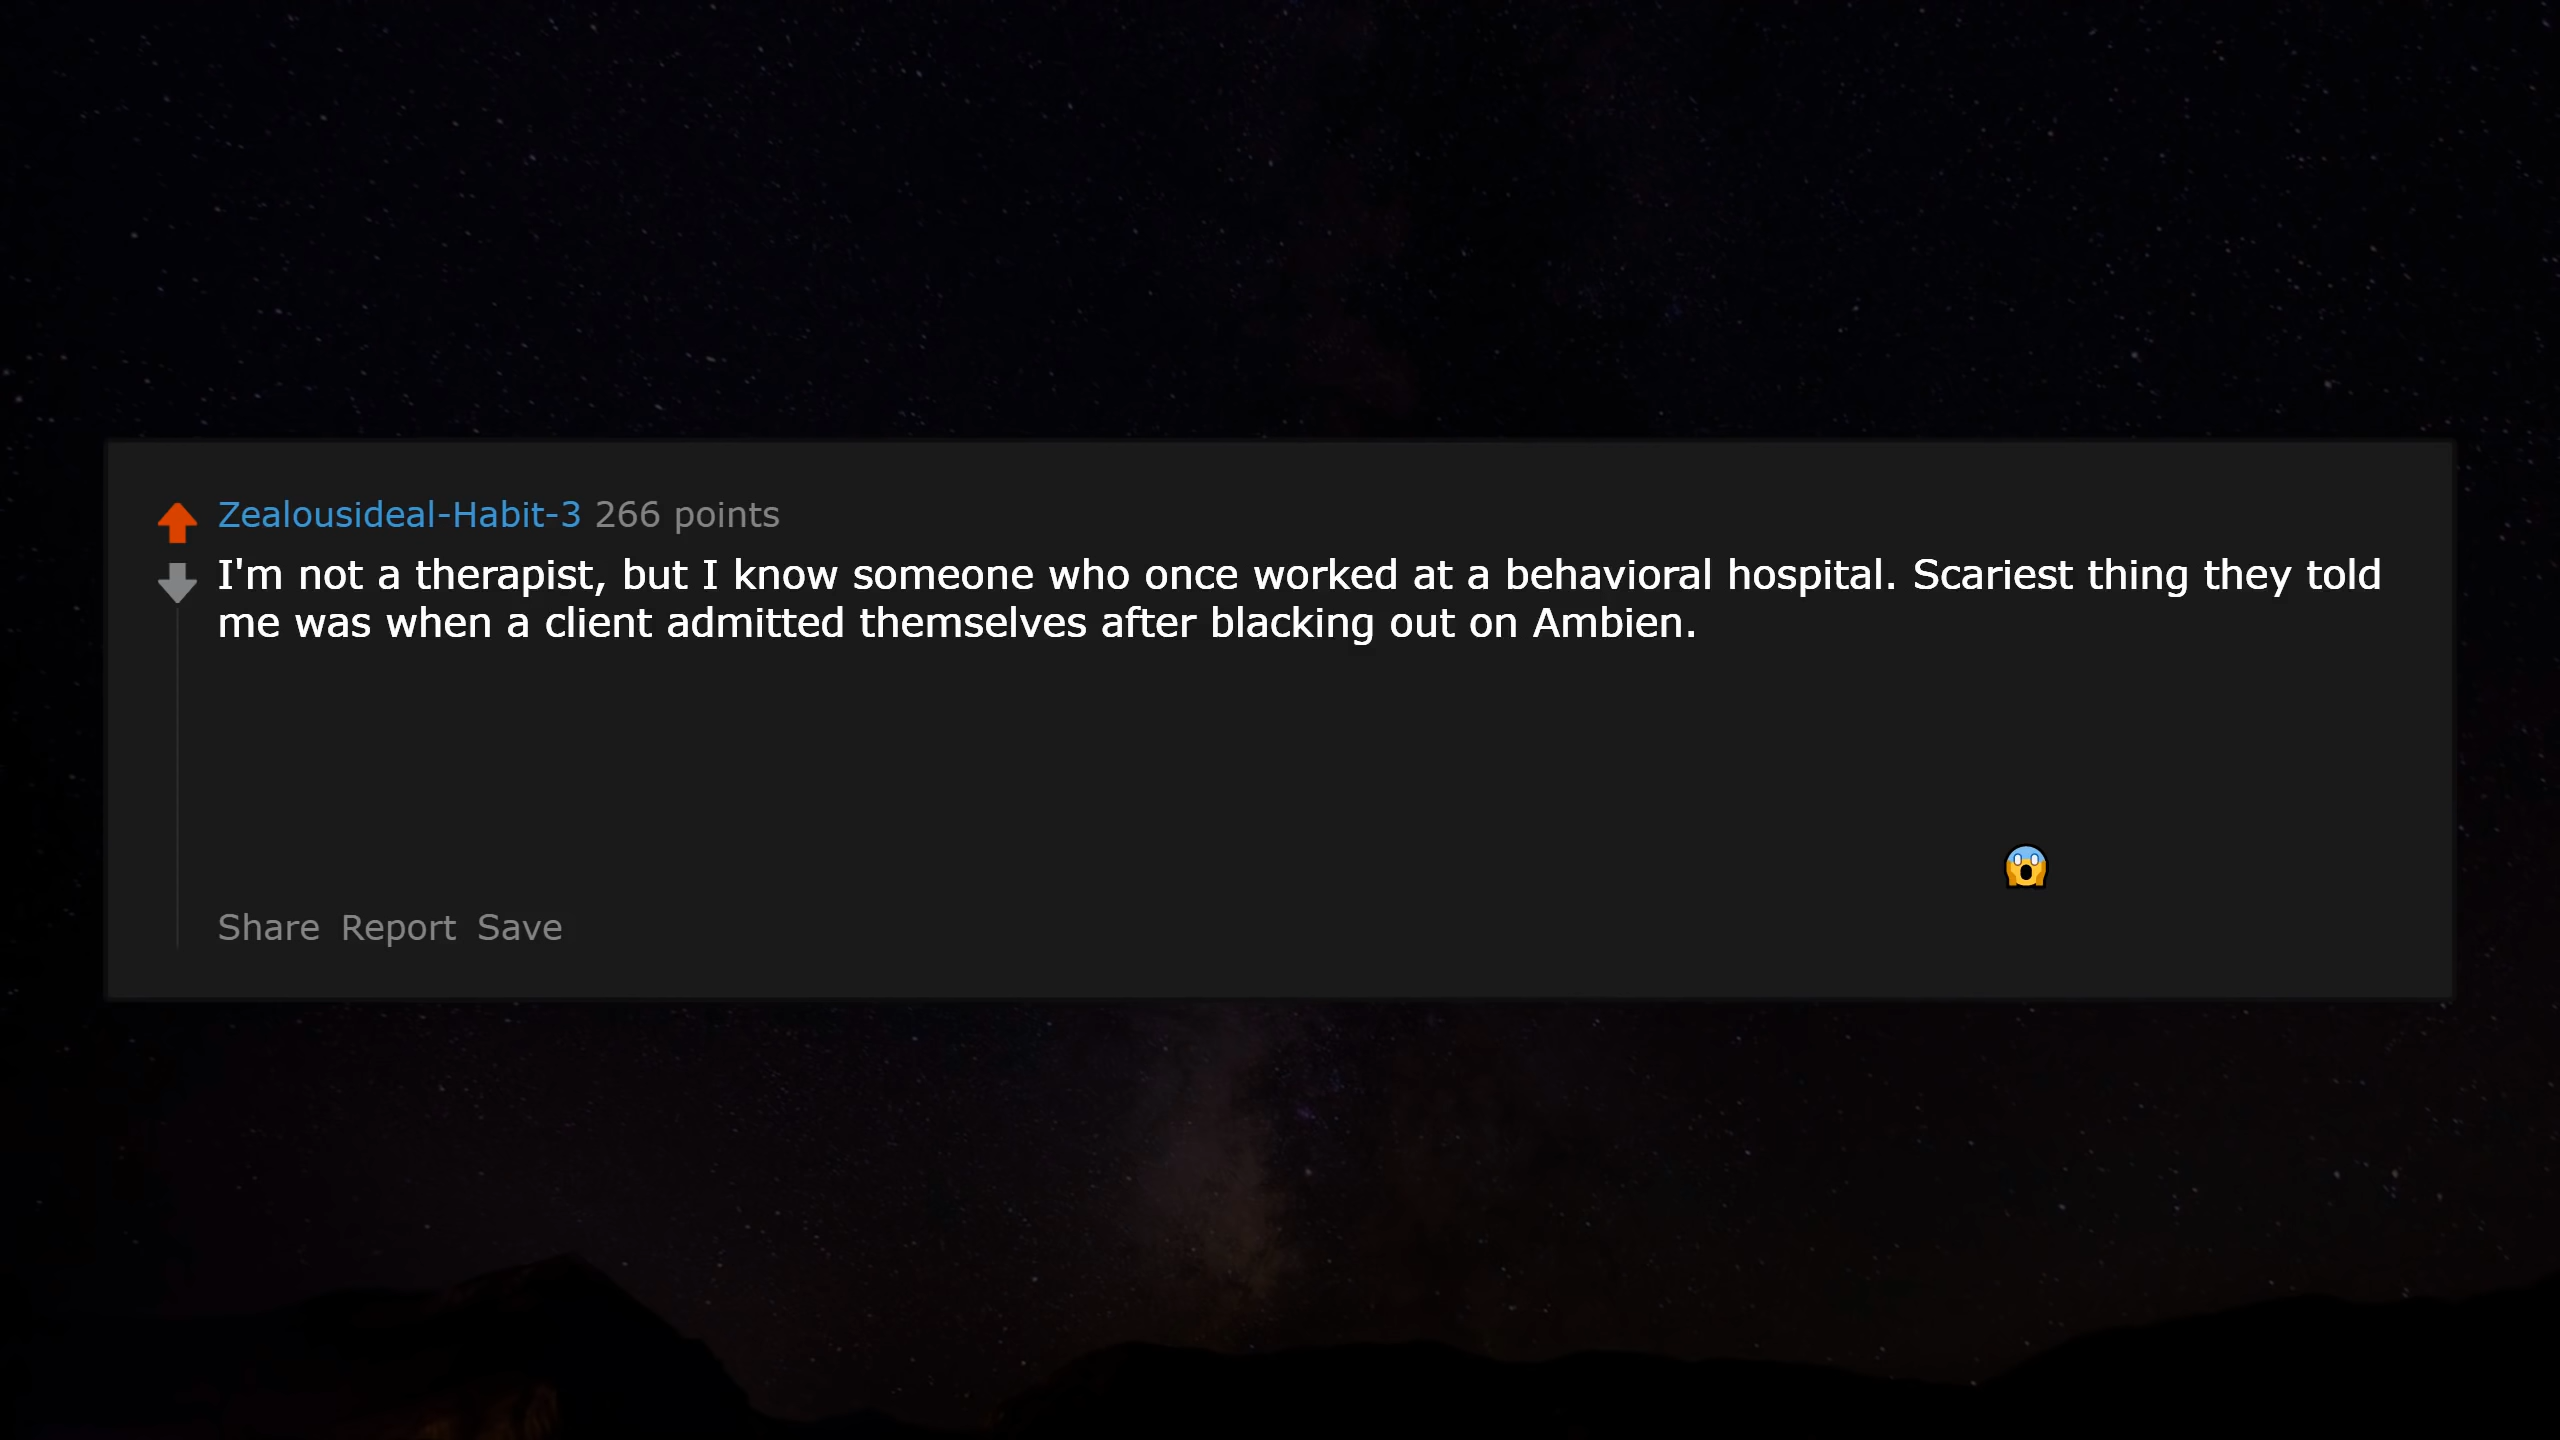 Zealousideal-Habit-3 266 points
I'm not a therapist, but I know someone who once worked at a behavioral hospital. Scariest thing they told
me was when a client admitted themselves after blacking out on Ambien.
😱
Share Report Save